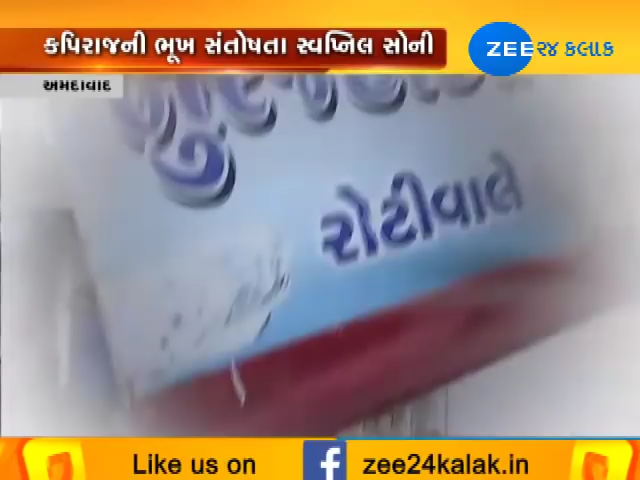 કપિરાજની ભૂખ સંતોષતા સ્વપ્નિલ સોની
ZEE ૨૪ કલાક
અમદાવાદ
રોટીવાલે
Like us on
zee24kalak.in